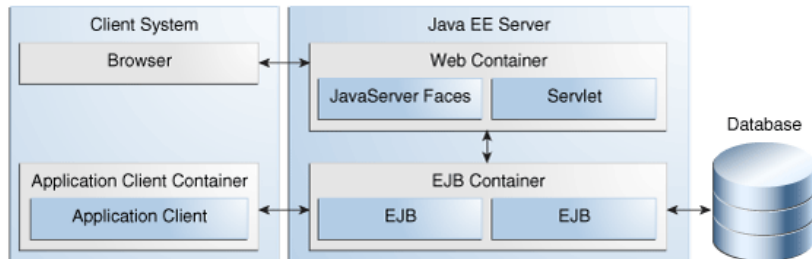 Client System
Java EE Server
Browser
Web Container
JavaServer Faces
Servlet
Database
Application Client Container
EJB Container
Application Client
EJB
EJB